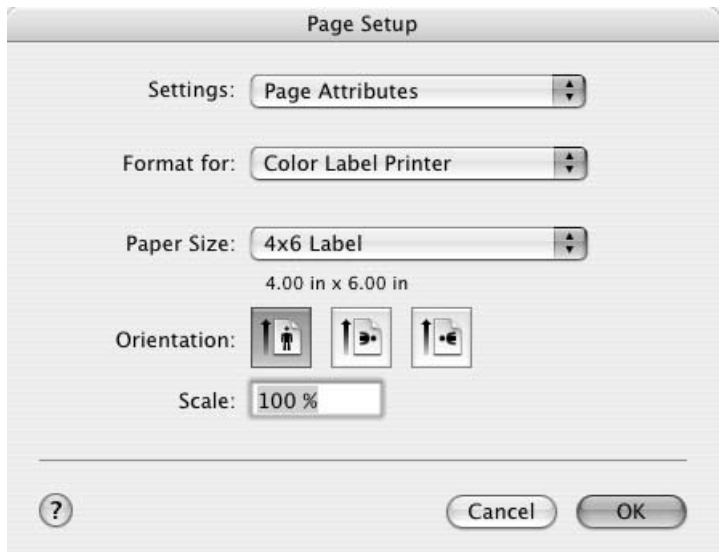 Page Setup
Settings: Page Attributes
Format for: Color Label Printer
Paper Size: 4x6 Label
4.00 in x 6.00 in
Orientation:
Scale: 100 %
? Cancel OK